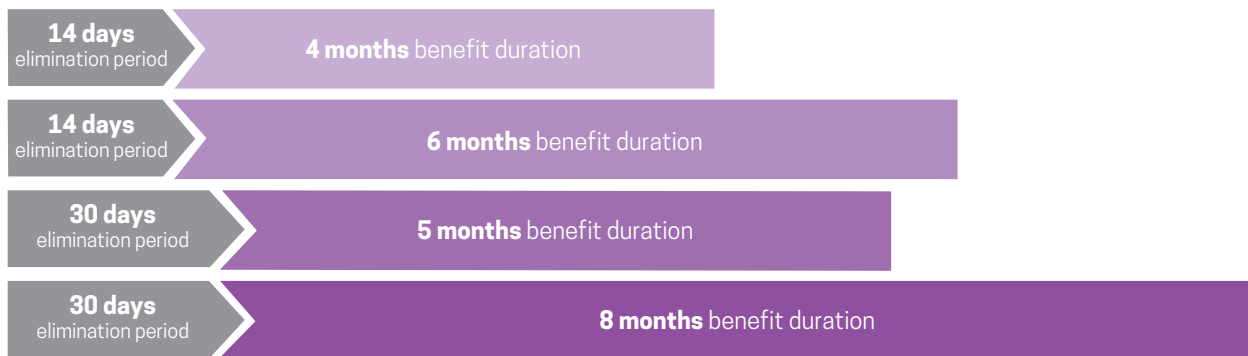 14 days
elimination period
4 months benefit duration
14 days
elimination period
6 months benefit duration
30 days
elimination period
5 months benefit duration
30 days
elimination period
8 months benefit duration